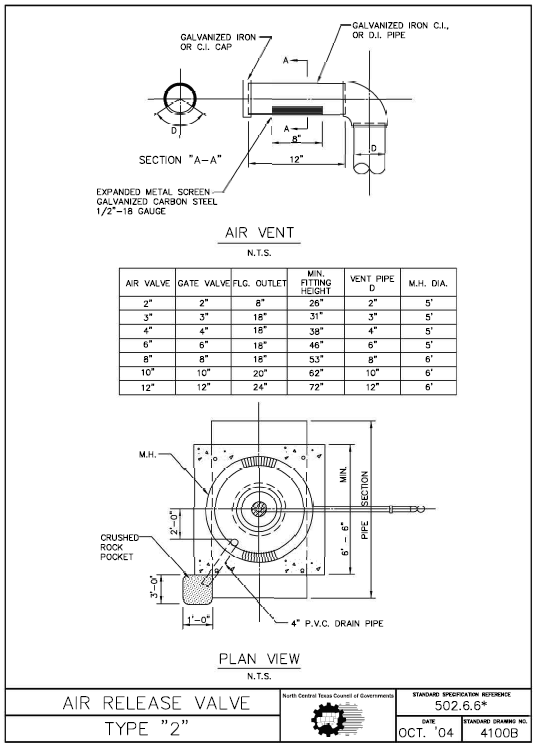 GALVANIZED IRON
OR C.I. CAP
GALVANIZED IRON C.I.,
OR D.I. PIPE
A
A
D
D
8"
12"
SECTION "A-A"
EXPANDED METAL SCREEN
GALVANIZED CARBON STEEL
1/2"-18 GAUGE
AIR VENT
N.T.S.
AIR VALVE GATE VALVE FLG. OUTLET MIN. FITTING HEIGHT VENT PIPE D M.H. DIA.
2" 2" 8" 26" 2" 5'
3" 3" 18" 31" 3" 5'
4" 4" 18" 38" 4" 5'
6" 6" 18" 46" 6" 5'
8" 8" 18" 53" 8" 6'
10" 10" 20" 62" 10" 6'
12" 12" 24" 72" 12" 6'
M.H.
2'-0"
CRUSHED
ROCK
POCKET
3'-0"
1'-0"
6' - 6" MIN.
PIPE SECTION
4" P.V.C. DRAIN PIPE
PLAN VIEW
N.T.S.
AIR RELEASE VALVE
TYPE "2"
North Central Texas Council of Governments
STANDARD SPECIFICATION REFERENCE
502.6.6*
DATE
OCT. '04
STANDARD DRAWING NO.
4100B